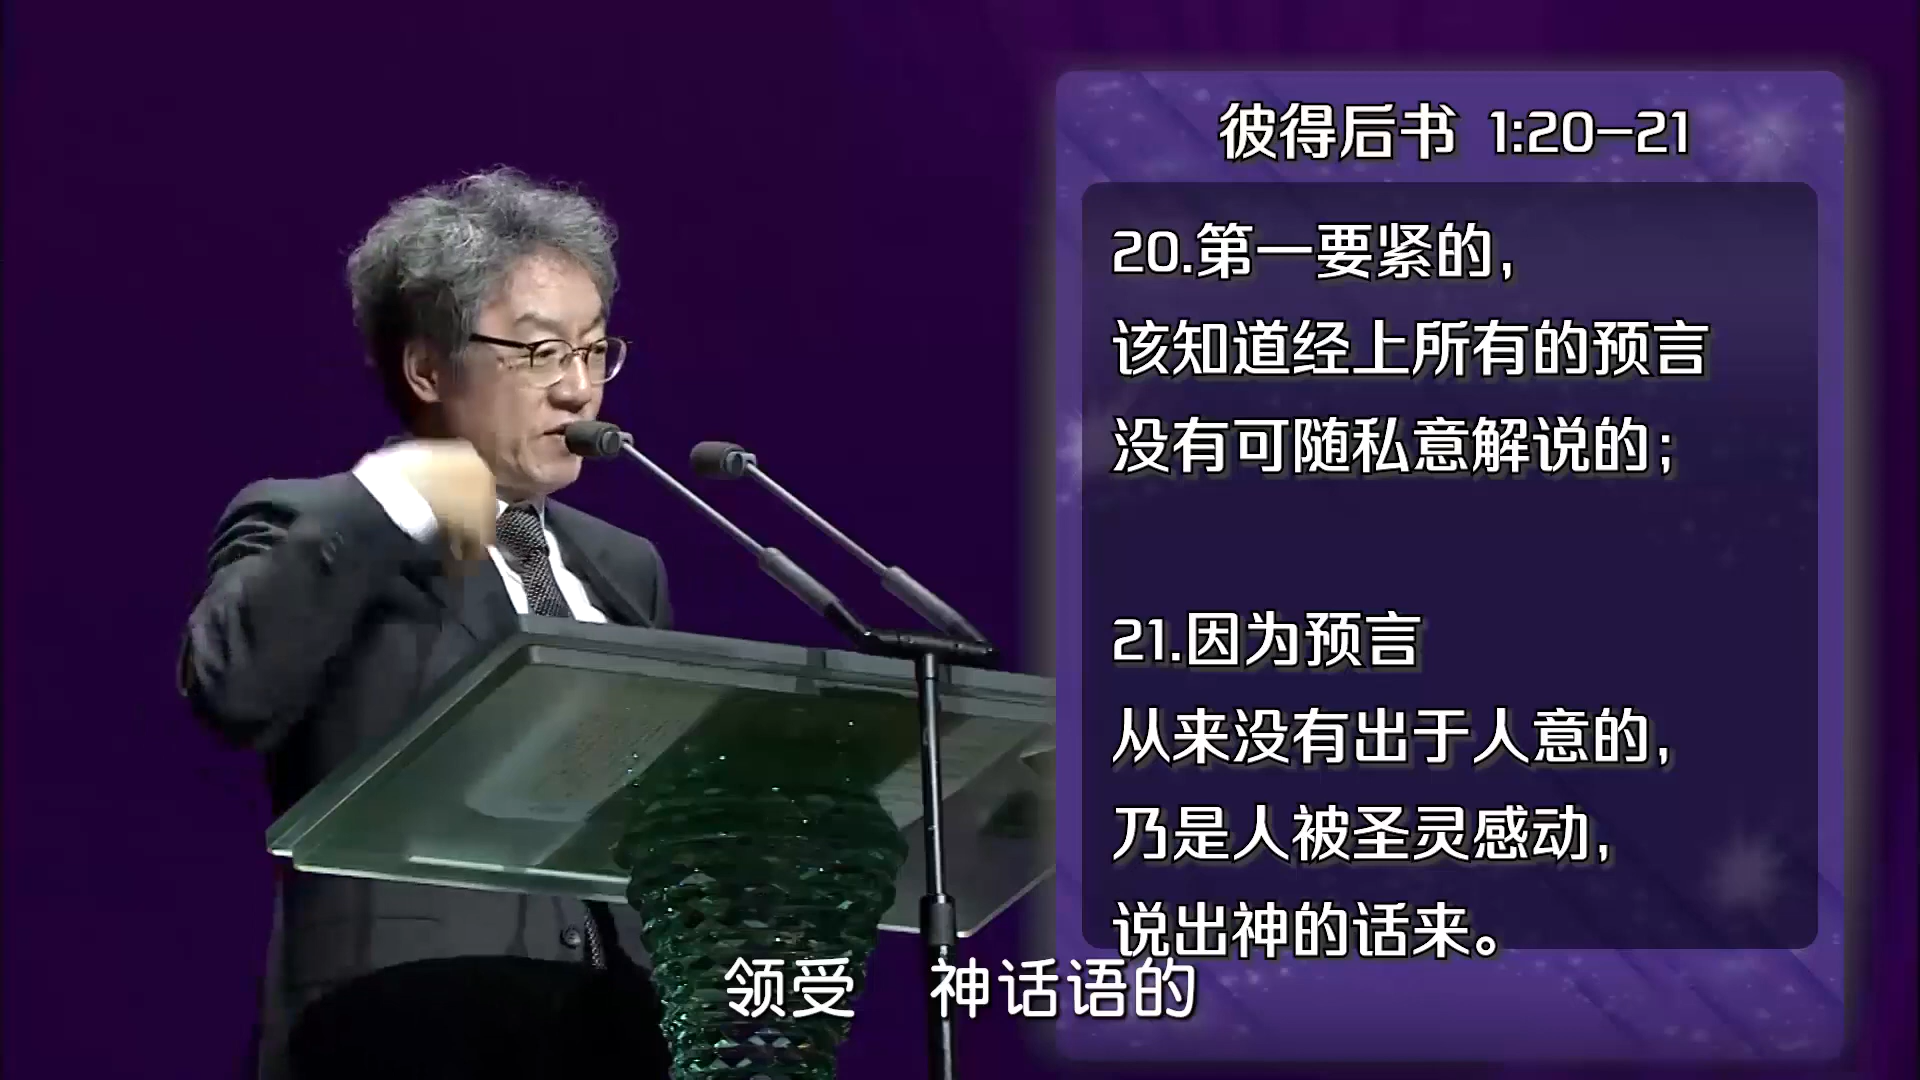 彼得后书 1:20–21
20.第一要紧的，
该知道经上所有的预言
没有可随私意解说的；
21.因为预言
从来没有出于人意的，
乃是人被圣灵感动，
说出神的话来。
领受 神话语的